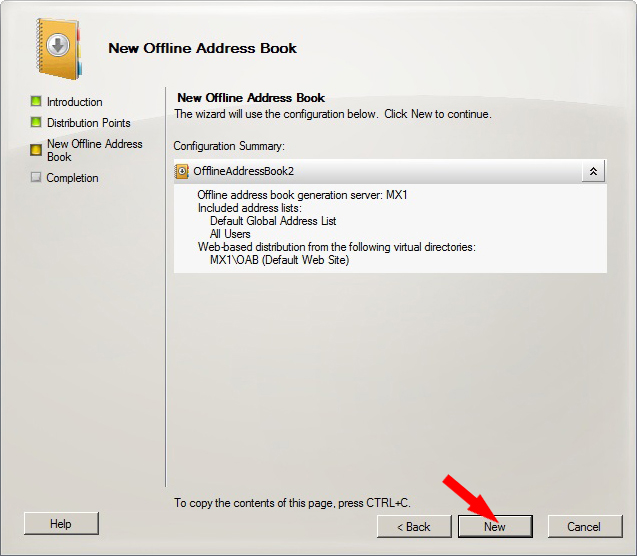 New Offline Address Book
Introduction
Distribution Points
New Offline Address
Book
Completion
New Offline Address Book
The wizard will use the configuration below. Click New to continue.
Configuration Summary:
OfflineAddressBook2
Offline address book generation server: MX1
Included address lists:
Default Global Address List
All Users
Web-based distribution from the following virtual directories:
MX1\OAB (Default Web Site)
To copy the contents of this page, press CTRL+C.
Help
< Back
New
Cancel